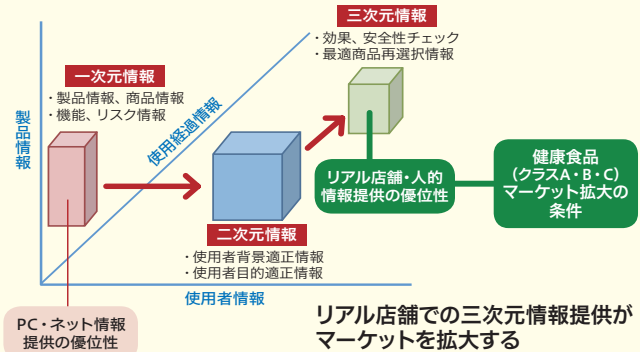 三次元情報
・効果、安全性チェック
・最適商品再選択情報
一次元情報
・製品情報、商品情報
・機能、リスク情報
製品情報
使用経過情報
リアル店舗・人的
情報提供の優位性
健康食品
（クラスA・B・C）
マーケット拡大の
条件
二次元情報
・使用者背景適正情報
・使用者目的適正情報
使用者情報
PC・ネット情報
提供の優位性
リアル店舗での三次元情報提供が
マーケットを拡大する